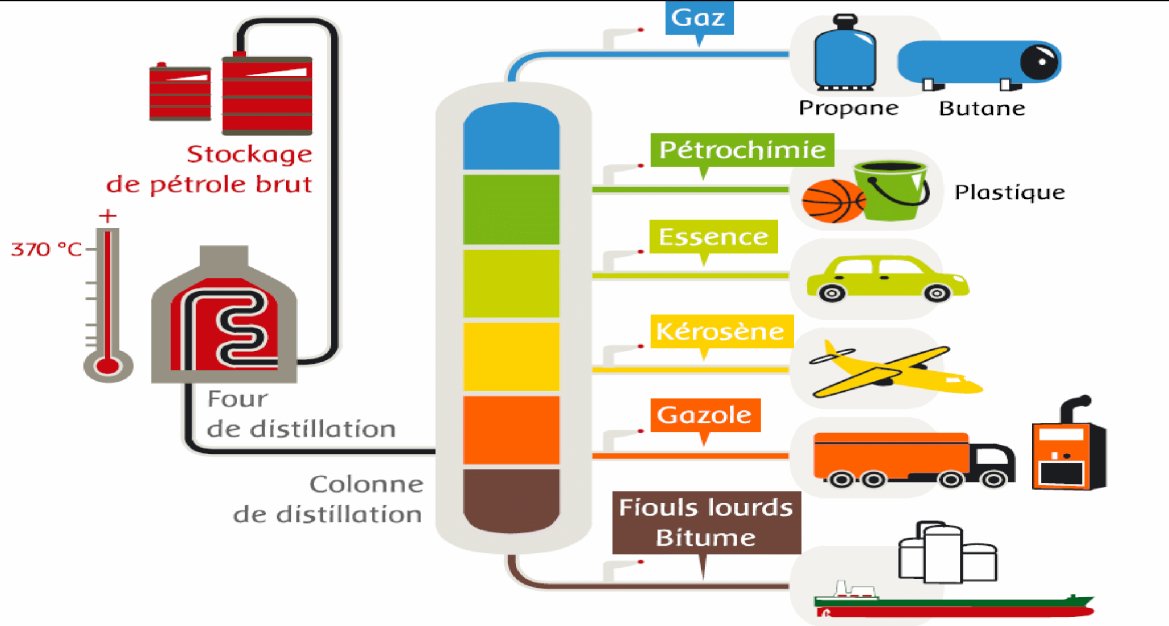 Gaz
Propane
Butane
Stockage
de pétrole brut
Pétrochimie
Plastique
+
370 °C
Essence
Kérosène
Four
de distillation
Gazole
Colonne
de distillation
Fiouls lourds
Bitume